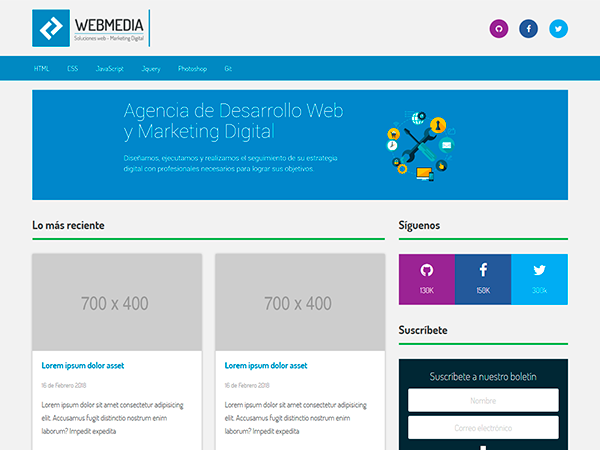 WEBMEDIA
Soluciones web - Marketing Digital
HTML CSS JavaScript Jquery Photoshop Git
Agencia de Desarrollo Web
y Marketing Digital
Diseñamos, ejecutamos y realizamos el seguimiento de su estrategia
digital con profesionales necesarios para lograr sus objetivos.
Lo más reciente
700 x 400
Lorem ipsum dolor asset
16 de Febrero 2018
Lorem ipsum dolor sit amet consectetur adipisicing
elit. Accusamus fugit distinctio nostrum enim
laborum? Impedit expedita
700 x 400
Lorem ipsum dolor asset
16 de Febrero 2018
Lorem ipsum dolor sit amet consectetur adipisicing
elit. Accusamus fugit distinctio nostrum enim
laborum? Impedit expedita
Síguenos
130K
150K
300k
Suscríbete
Suscríbete a nuestro boletín
Nombre
Correo electrónico